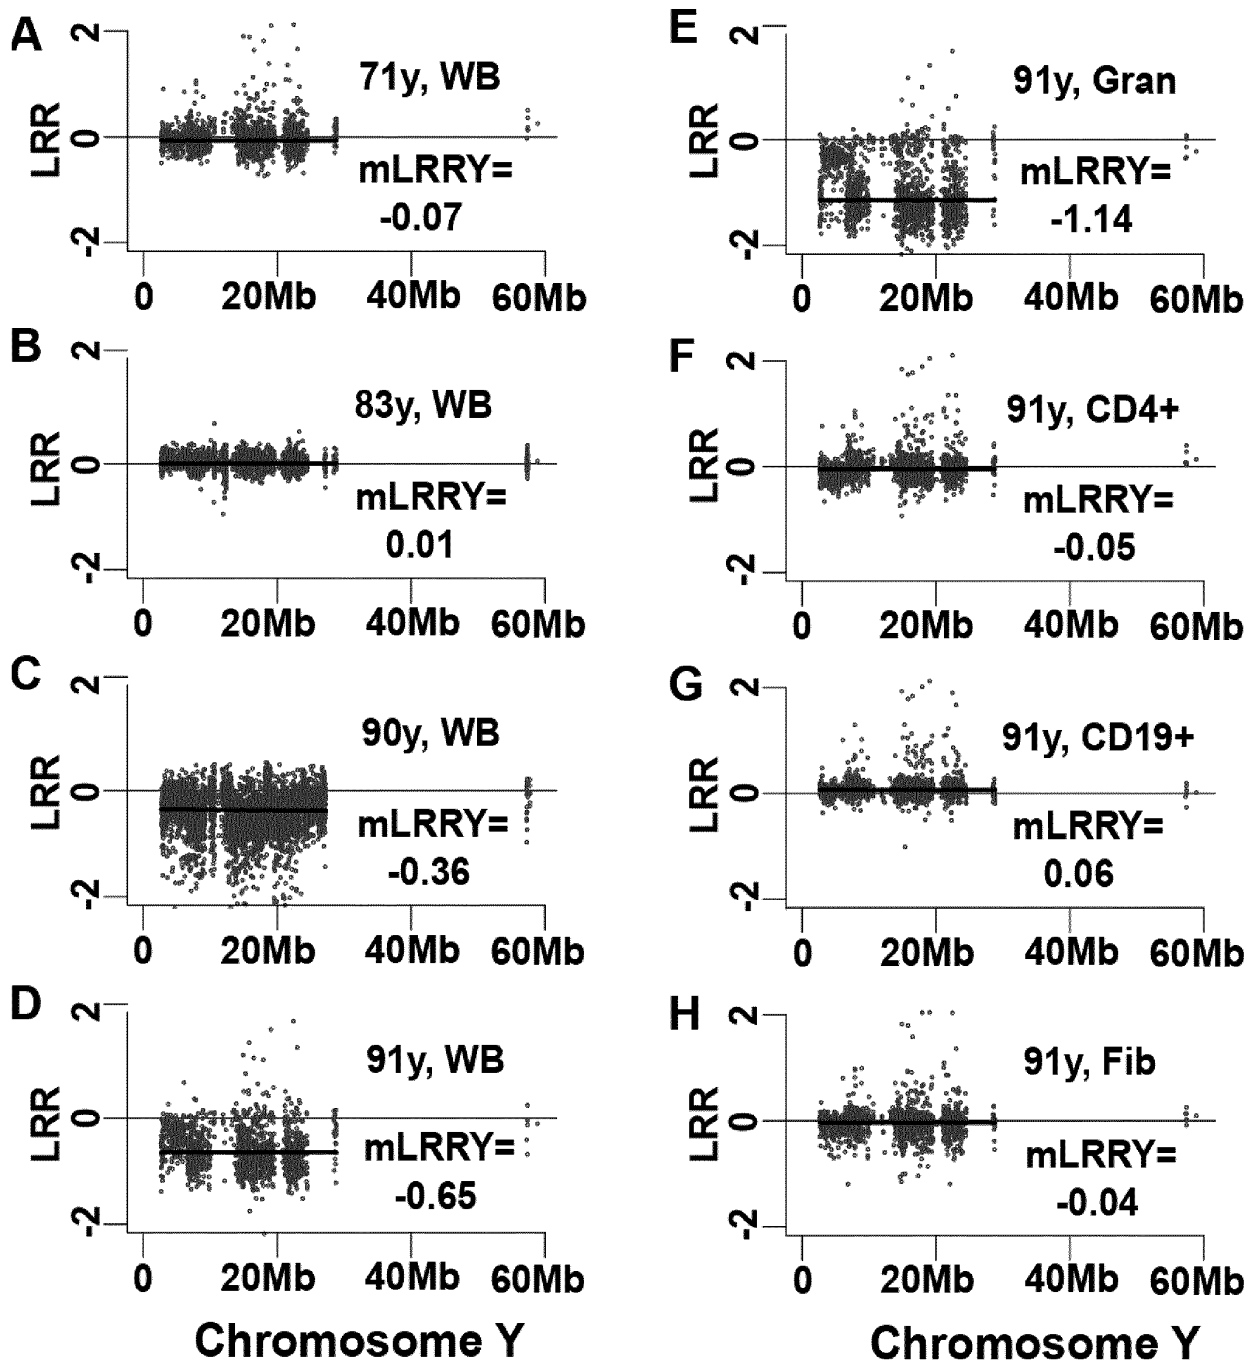 A
2
0
-2
LRR
71y, WB
mLRRY=
-0.07
0 20Mb 40Mb 60Mb
B
2
0
-2
LRR
83y, WB
mLRRY=
0.01
0 20Mb 40Mb 60Mb
C
2
0
-2
LRR
90y, WB
mLRRY=
-0.36
0 20Mb 40Mb 60Mb
D
2
0
-2
LRR
91y, WB
mLRRY=
-0.65
0 20Mb 40Mb 60Mb
Chromosome Y
E
2
0
-2
LRR
91y, Gran
mLRRY=
-1.14
0 20Mb 40Mb 60Mb
F
2
0
-2
LRR
91y, CD4+
mLRRY=
-0.05
0 20Mb 40Mb 60Mb
G
2
0
-2
LRR
91y, CD19+
mLRRY=
0.06
0 20Mb 40Mb 60Mb
H
2
0
-2
LRR
91y, Fib
mLRRY=
-0.04
0 20Mb 40Mb 60Mb
Chromosome Y